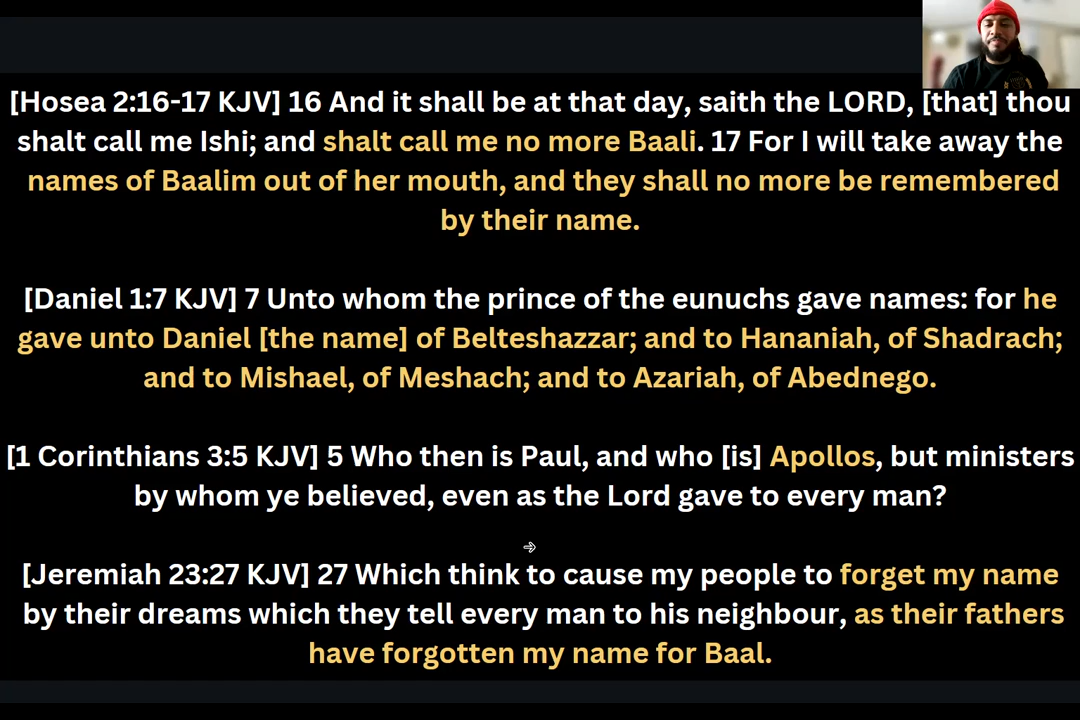 [Hosea 2:16-17 KJV] 16 And it shall be at that day, saith the LORD, [that] thou
shalt call me Ishi; and shalt call me no more Baali. 17 For I will take away the
names of Baalim out of her mouth, and they shall no more be remembered
by their name.
[Daniel 1:7 KJV] 7 Unto whom the prince of the eunuchs gave names: for he
gave unto Daniel [the name] of Belteshazzar; and to Hananiah, of Shadrach;
and to Mishael, of Meshach; and to Azariah, of Abednego.
[1 Corinthians 3:5 KJV] 5 Who then is Paul, and who [is] Apollos, but ministers
by whom ye believed, even as the Lord gave to every man?
[Jeremiah 23:27 KJV] 27 Which think to cause my people to forget my name
by their dreams which they tell every man to his neighbour, as their fathers
have forgotten my name for Baal.